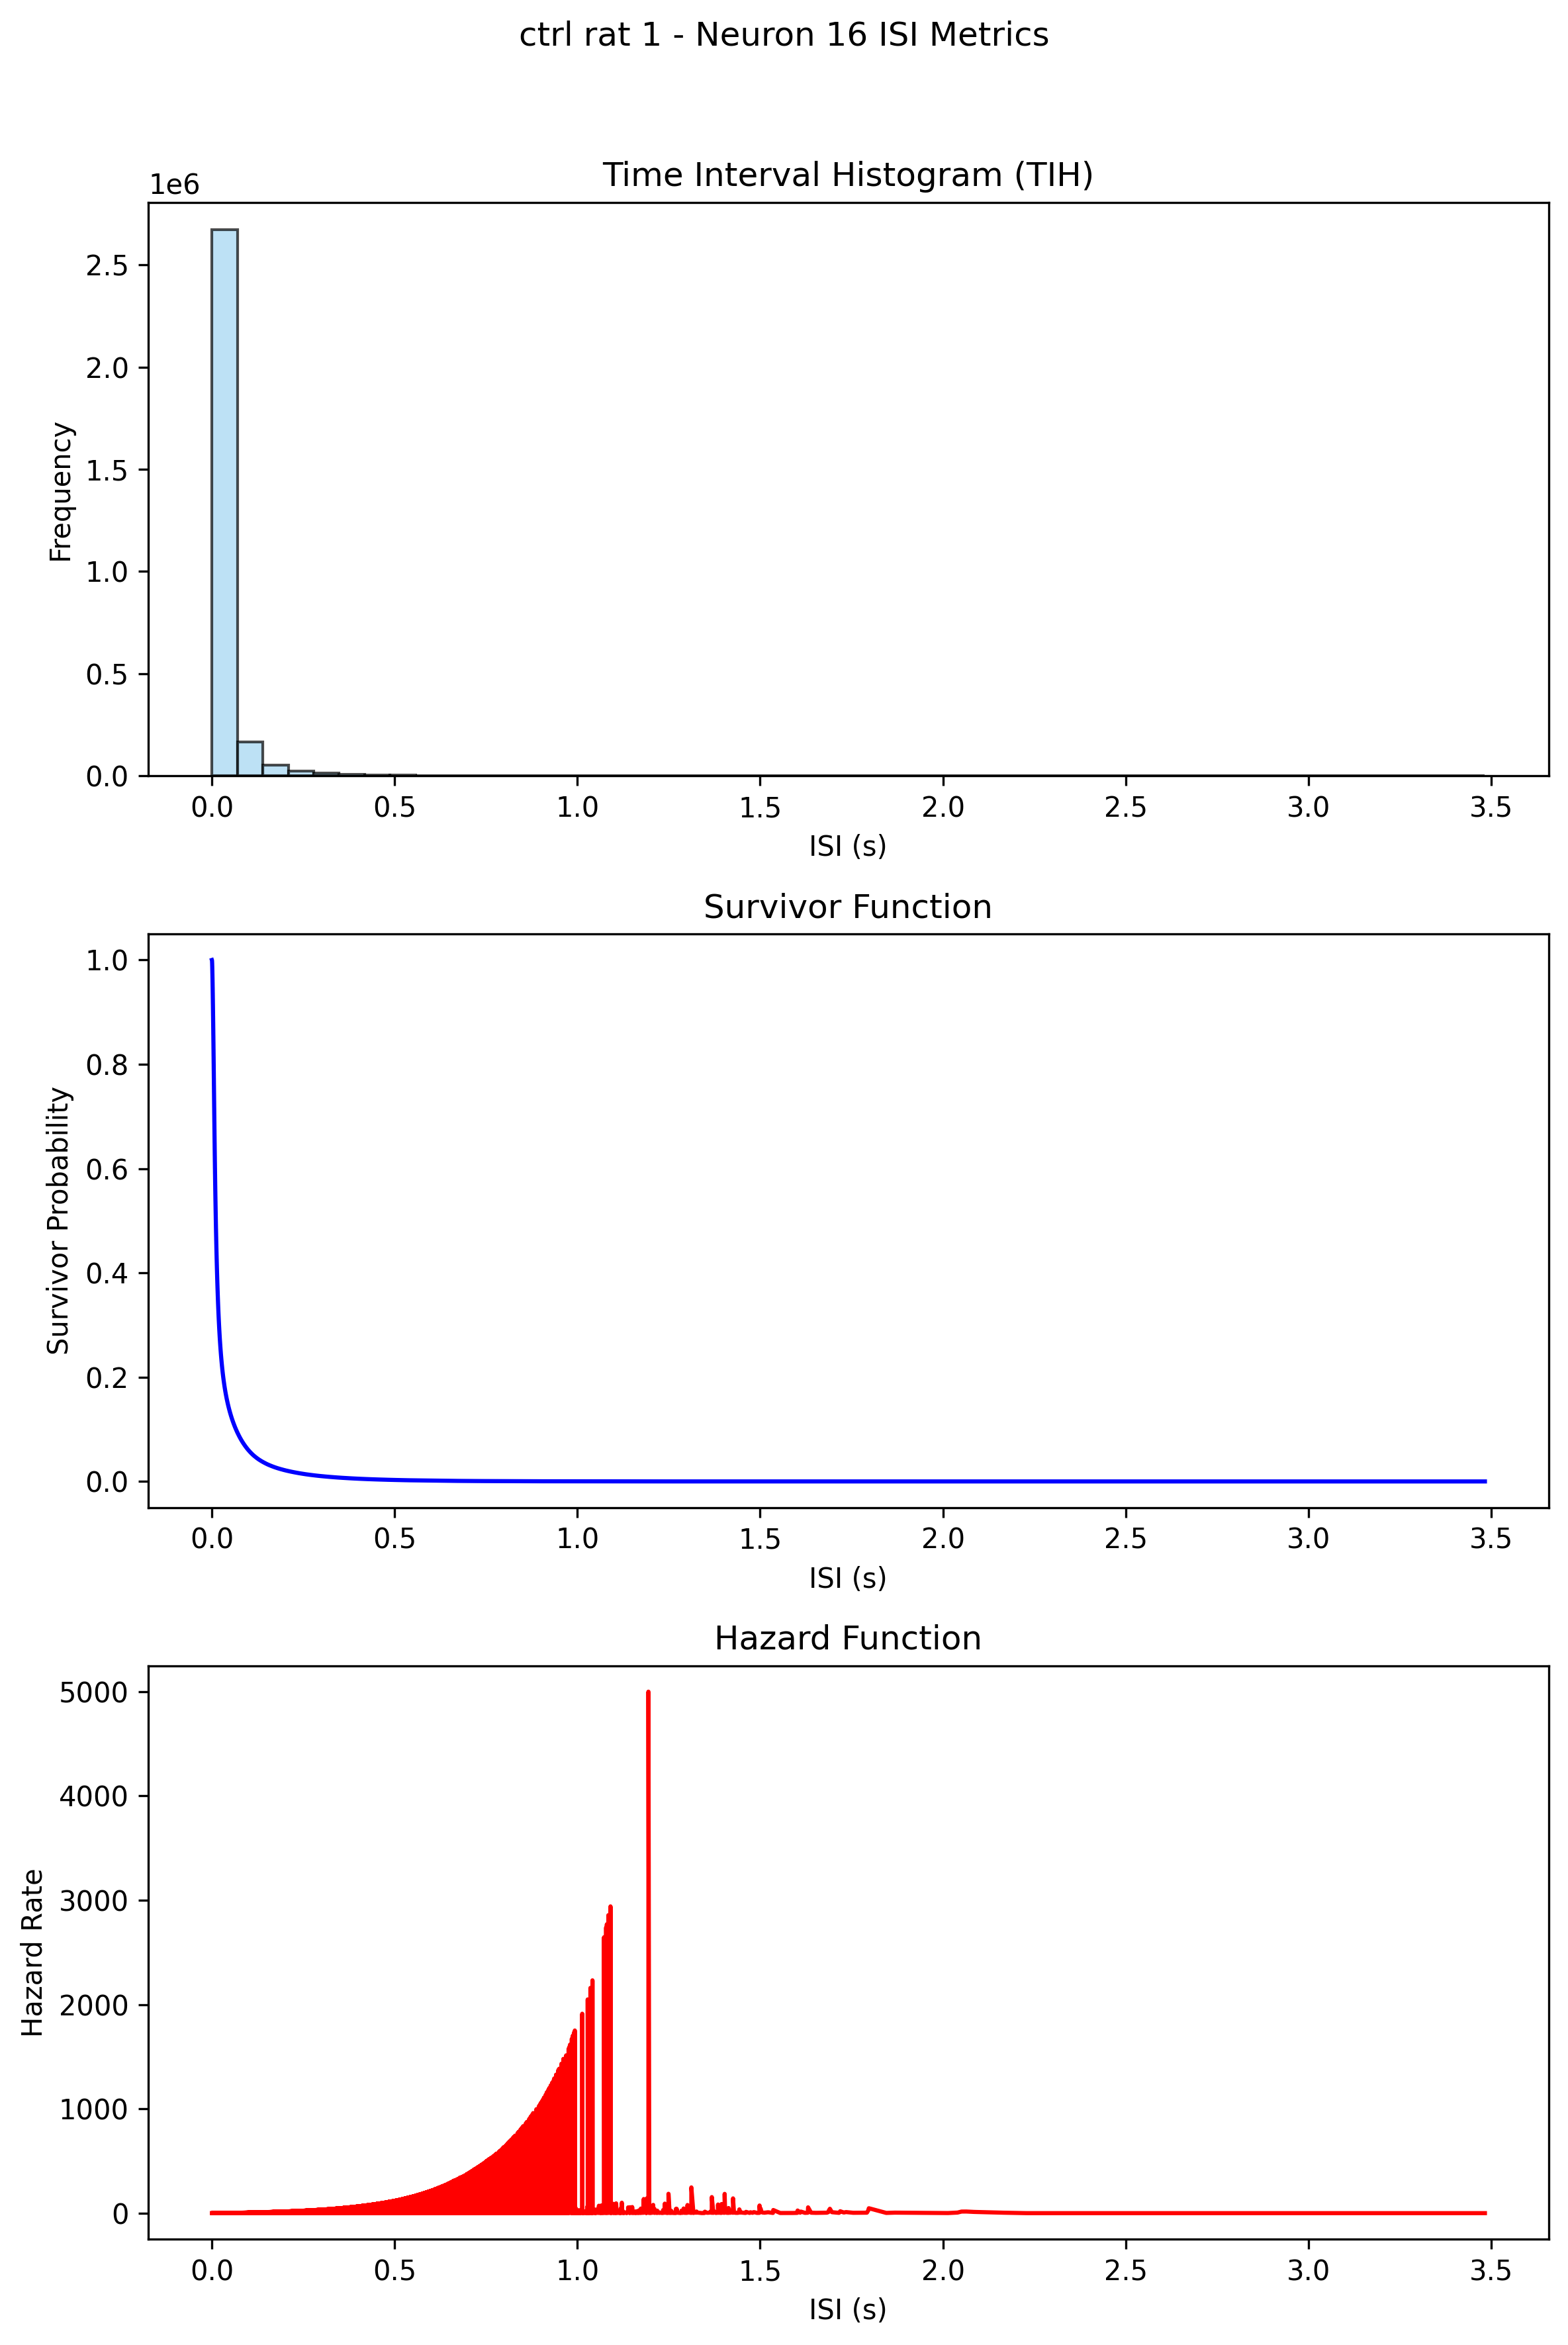 ctrl rat 1 - Neuron 16 ISI Metrics
Time Interval Histogram (TIH)
1e6
2.5
2.0
1.5
1.0
0.5
0.0
Frequency
0.0 0.5 1.0 1.5 2.0 2.5 3.0 3.5
ISI (s)
Survivor Function
1.0
0.8
0.6
0.4
0.2
0.0
Survivor Probability
0.0 0.5 1.0 1.5 2.0 2.5 3.0 3.5
ISI (s)
Hazard Function
5000
4000
3000
2000
1000
0
Hazard Rate
0.0 0.5 1.0 1.5 2.0 2.5 3.0 3.5
ISI (s)